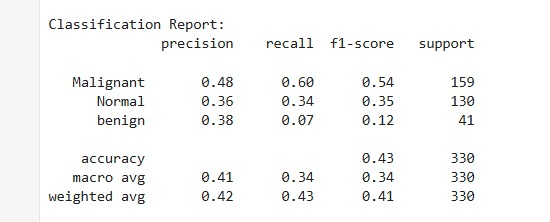 Classification Report:
precision recall f1-score support
Malignant 0.48 0.60 0.54 159
Normal 0.36 0.34 0.35 130
benign 0.38 0.07 0.12 41
accuracy 0.43 330
macro avg 0.41 0.34 0.34 330
weighted avg 0.42 0.43 0.41 330